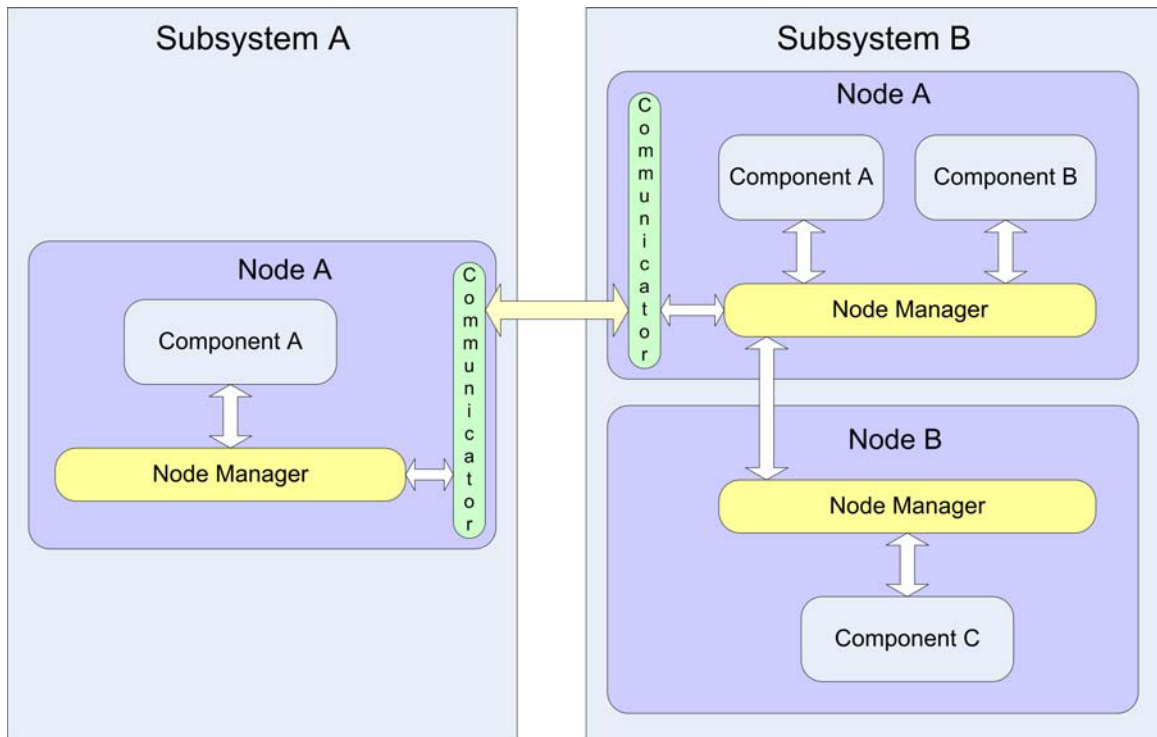 Subsystem A
Node A
Component A
Node Manager
Communicator
Subsystem B
Node A
Communicator
Component A
Component B
Node Manager
Node B
Node Manager
Component C